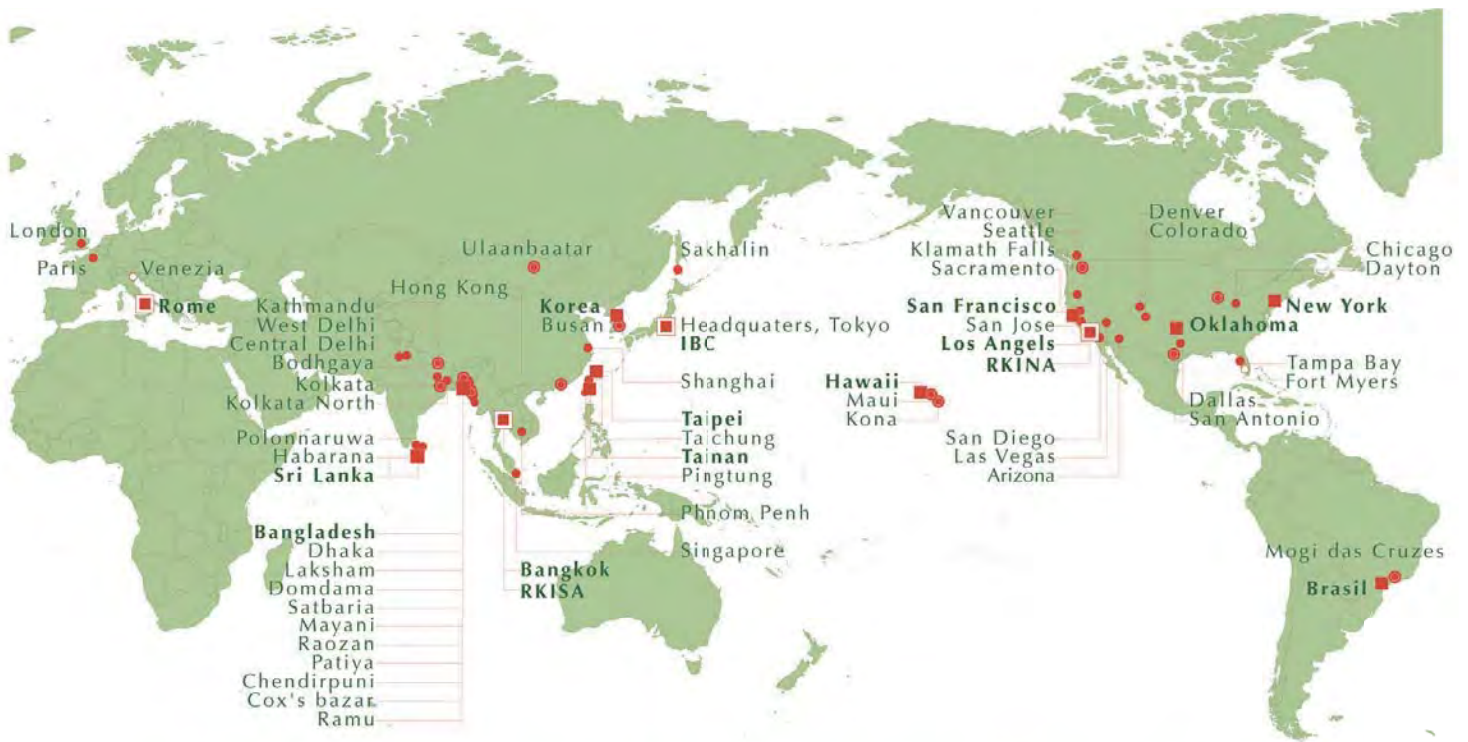 London
Paris
Venezia
Rome
Kathmandu
West Delhi
Central Delhi
Bodhgaya
Kolkata
Kolkata North
Polonnaruwa
Habarana
Sri Lanka
Bangladesh
Dhaka
Laksham
Domdama
Satbaria
Mayani
Raozan
Patiya
Chendirpuni
Cox's bazar
Ramu
Ulaanbaatar
Hong Kong
Sakhalin
Korea
Busan
Headquaters, Tokyo
IBC
Shanghai
Taipei
Taichung
Tainan
Pingtung
Phnom Penh
Singapore
Bangkok
RKISA
Vancouver
Seattle
Klamath Falls
Sacramento
San Francisco
San Jose
Los Angels
RKINA
Hawaii
Maui
Kona
San Diego
Las Vegas
Arizona
Denver
Colorado
Chicago
Dayton
New York
Oklahoma
Tampa Bay
Fort Myers
Dallas
San Antonio
Mogi das Cruzes
Brasil